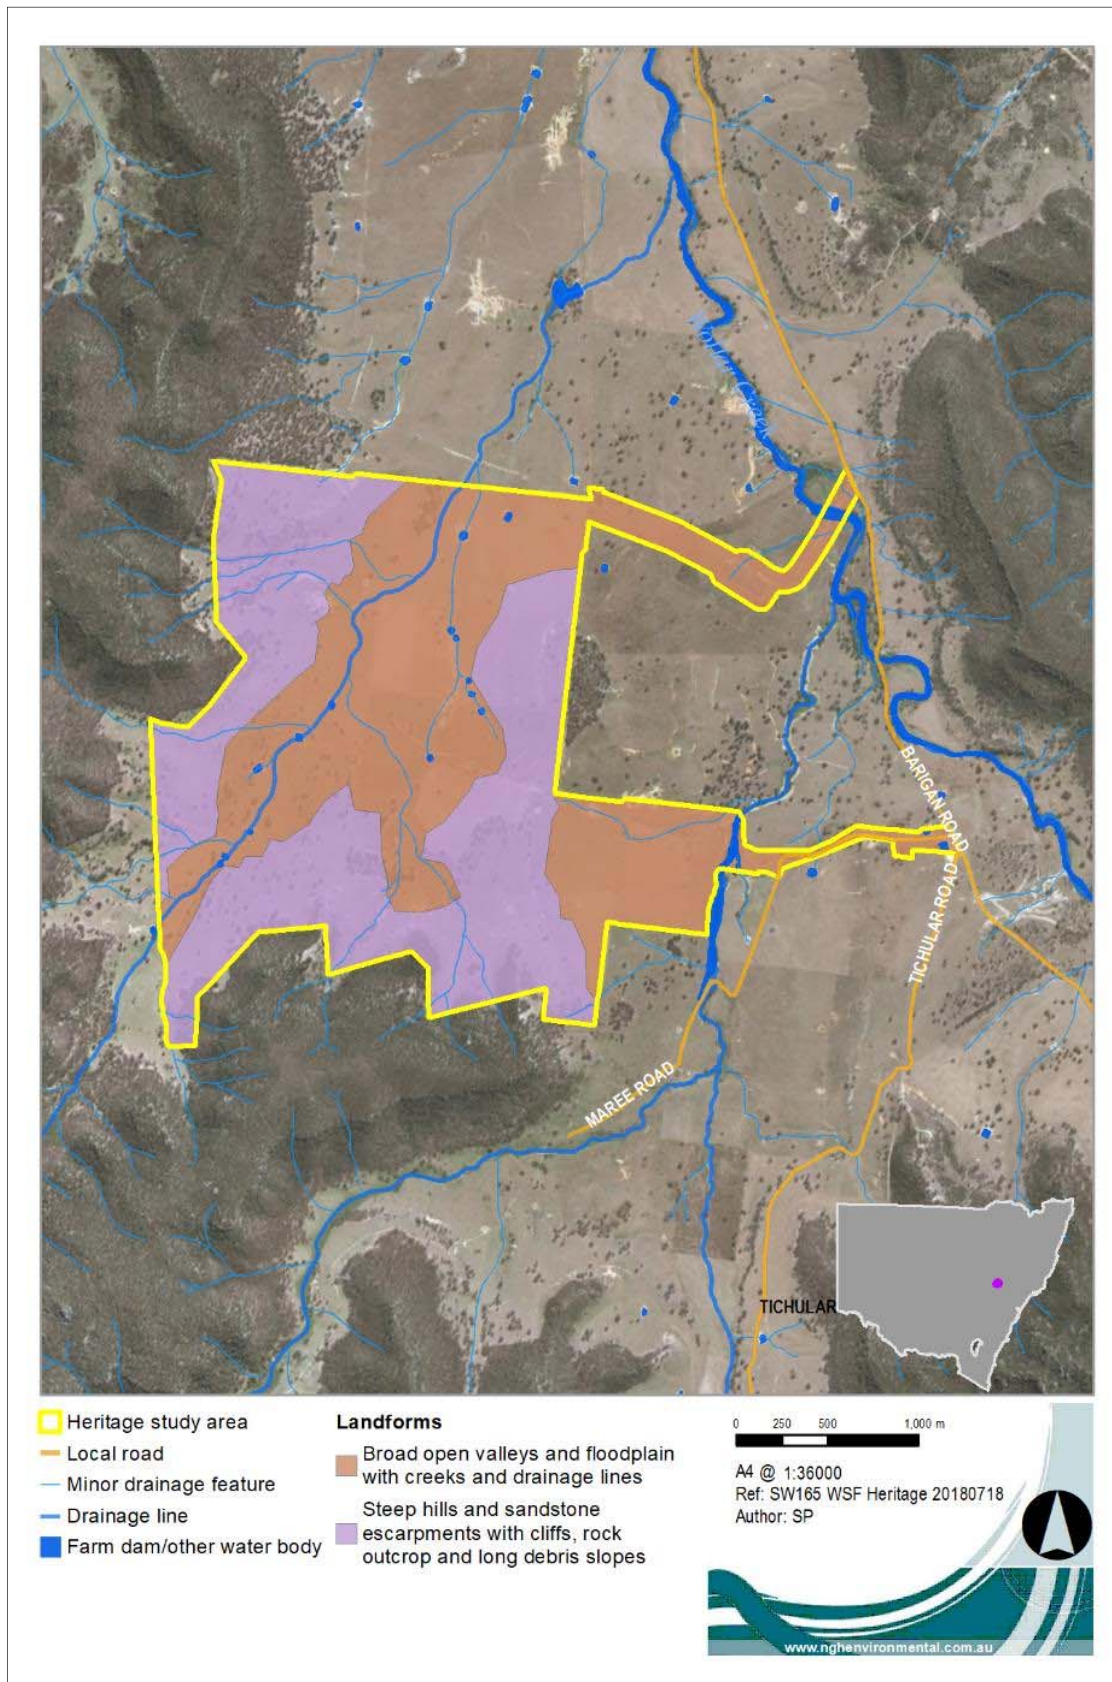 Wollar Creek
BARIGAN ROAD
TICHULAR ROAD
MAREE ROAD
TICHULAR
Heritage study area
Local road
Minor drainage feature
Drainage line
Farm dam/other water body
Landforms
Broad open valleys and floodplain
with creeks and drainage lines
Steep hills and sandstone
escarpments with cliffs, rock
outcrop and long debris slopes
0 250 500 1,000 m
A4 @ 1:36000
Ref: SW165 WSF Heritage 20180718
Author: SP
www.nghenvironmental.com.au